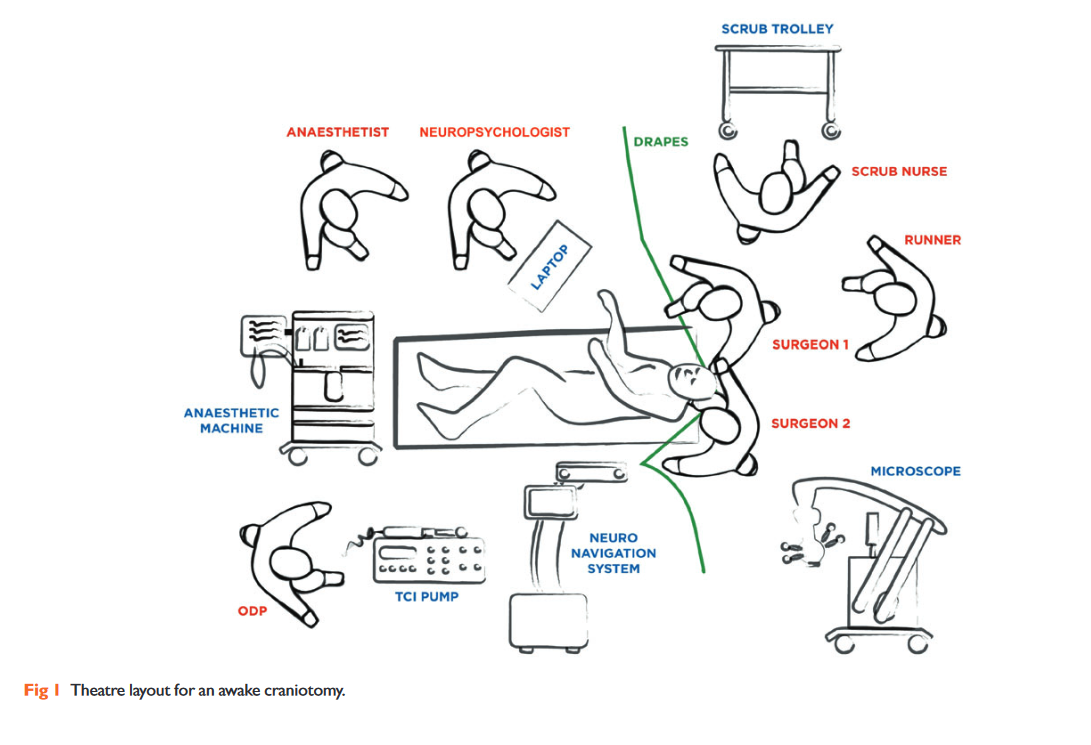 SCRUB TROLLEY
ANAESTHETIST
NEUROPSYCHOLOGIST
DRAPES
SCRUB NURSE
RUNNER
LAPTOP
SURGEON 1
ANAESTHETIC
MACHINE
SURGEON 2
MICROSCOPE
NEURO
NAVIGATION
SYSTEM
TCI PUMP
ODP
Fig 1 Theatre layout for an awake craniotomy.